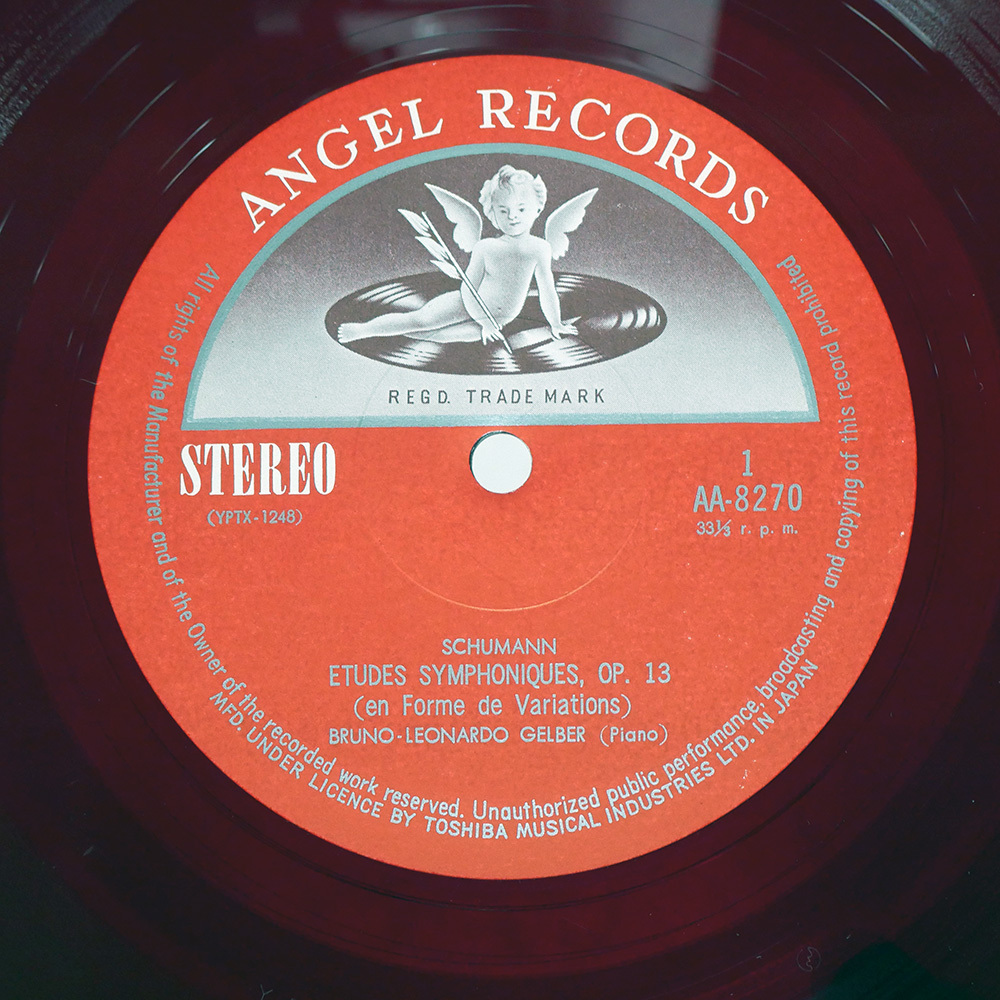 ANGEL RECORDS
REGD. TRADE MARK
STEREO
(YPTX-1248)
1
AA-8270
33⅓ r. p. m.
SCHUMANN
ETUDES SYMPHONIQUES, OP. 13
(en Forme de Variations)
BRUNO-LEONARDO GELBER (Piano)
All rights of the Manufacturer and of the Owner of the recorded work reserved. Unauthorized public performance, broadcasting and copying of this record prohibited
MFD. UNDER LICENCE BY TOSHIBA MUSICAL INDUSTRIES LTD. IN JAPAN